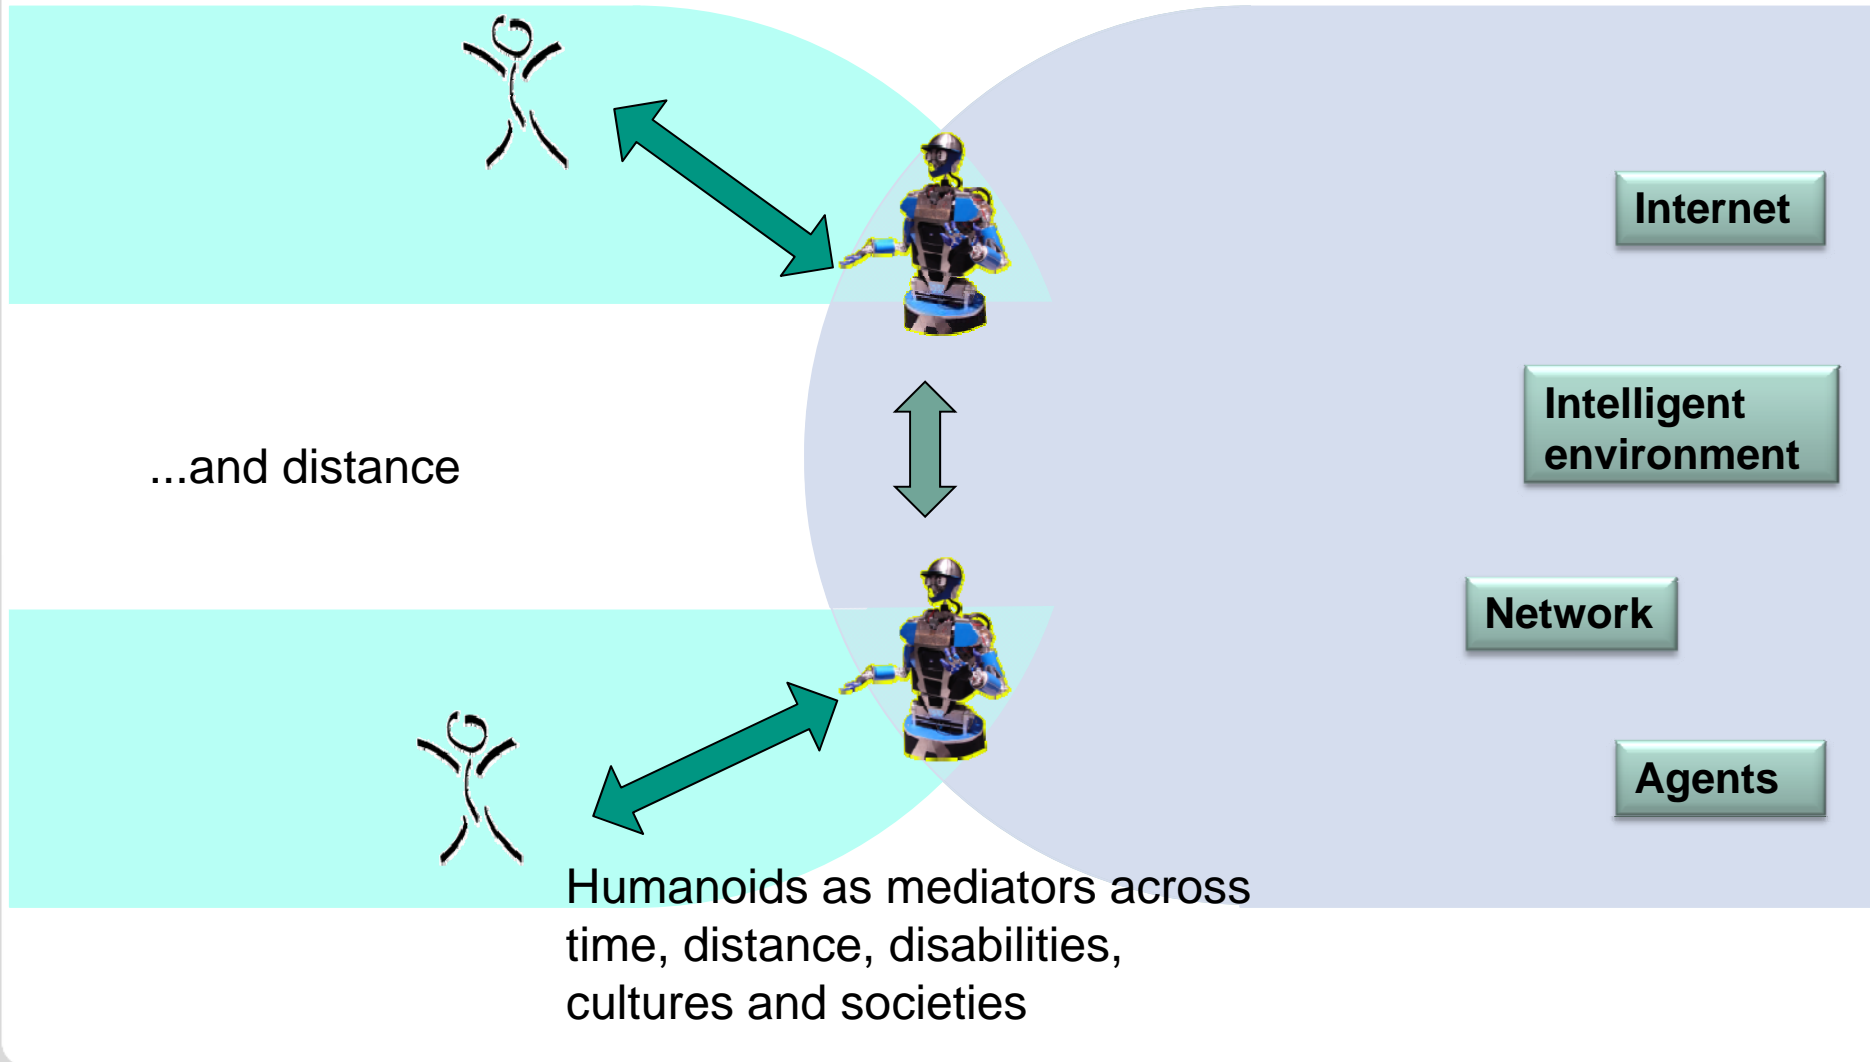 Internet
Intelligent
environment
...and distance
Network
Agents
Humanoids as mediators across
time, distance, disabilities,
cultures and societies